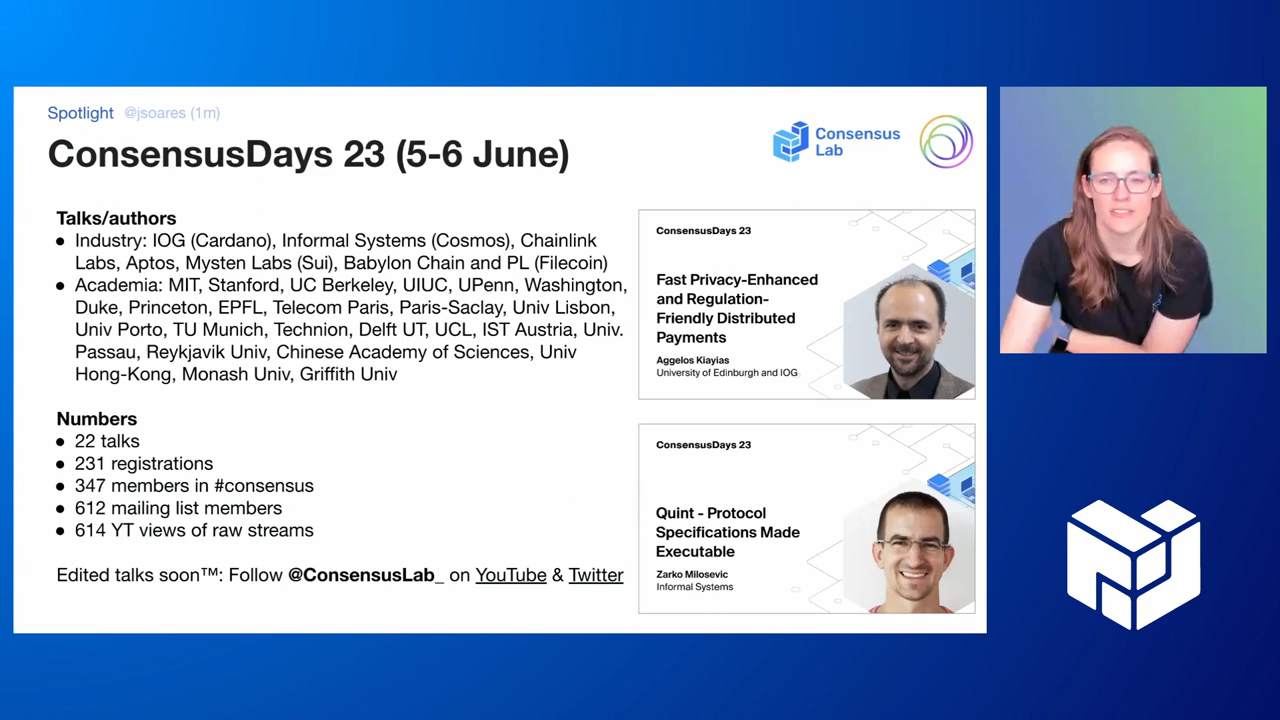 Spotlight @jsoares (1m)
ConsensusDays 23 (5-6 June)
Consensus
Lab
Talks/authors
● Industry: IOG (Cardano), Informal Systems (Cosmos), Chainlink
Labs, Aptos, Mysten Labs (Sui), Babylon Chain and PL (Filecoin)
● Academia: MIT, Stanford, UC Berkeley, UIUC, UPenn, Washington,
Duke, Princeton, EPFL, Telecom Paris, Paris-Saclay, Univ Lisbon,
Univ Porto, TU Munich, Technion, Delft UT, UCL, IST Austria, Univ.
Passau, Reykjavik Univ, Chinese Academy of Sciences, Univ
Hong-Kong, Monash Univ, Griffith Univ
Numbers
● 22 talks
● 231 registrations
● 347 members in #consensus
● 612 mailing list members
● 614 YT views of raw streams
Edited talks soon™: Follow @ConsensusLab_ on YouTube & Twitter
ConsensusDays 23
Fast Privacy-Enhanced
and Regulation-
Friendly Distributed
Payments
Aggelos Kiayias
University of Edinburgh and IOG
ConsensusDays 23
Quint - Protocol
Specifications Made
Executable
Zarko Milosevic
Informal Systems